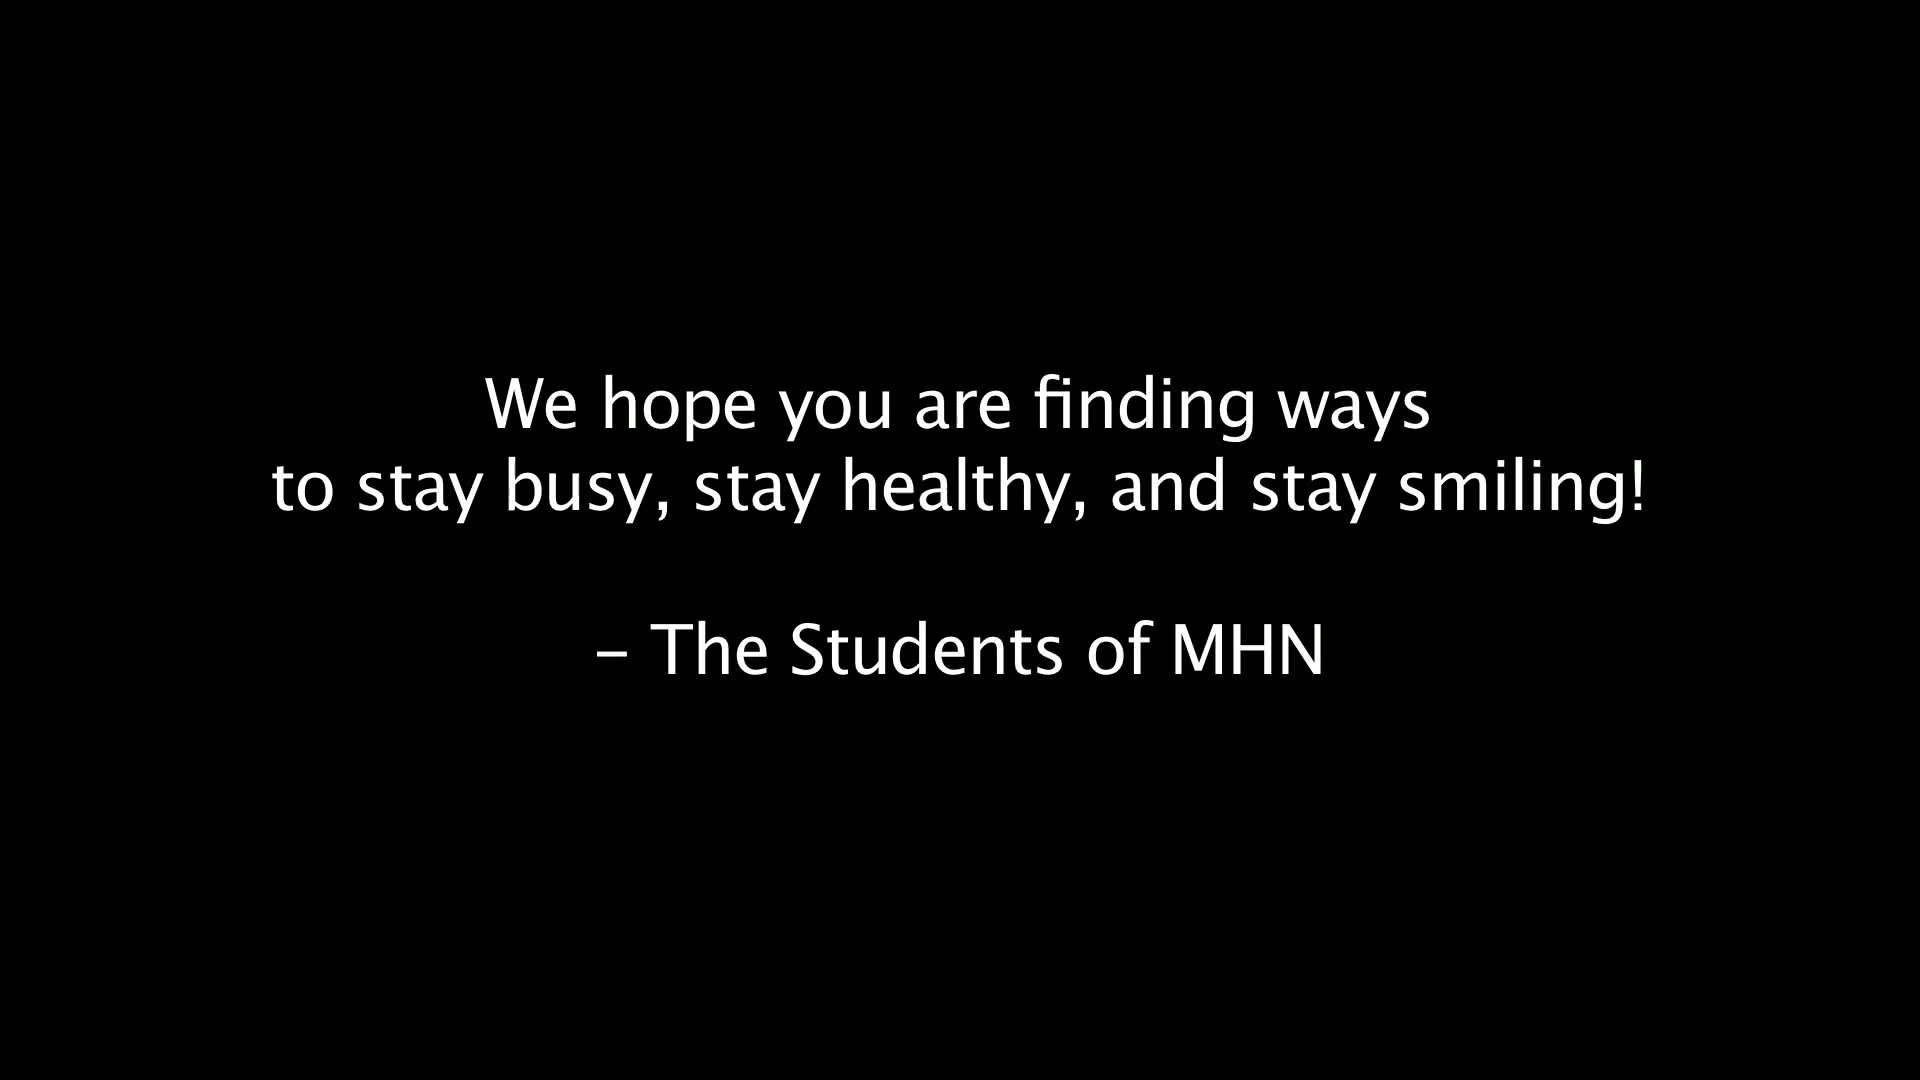 We hope you are finding ways
to stay busy, stay healthy, and stay smiling!
– The Students of MHN